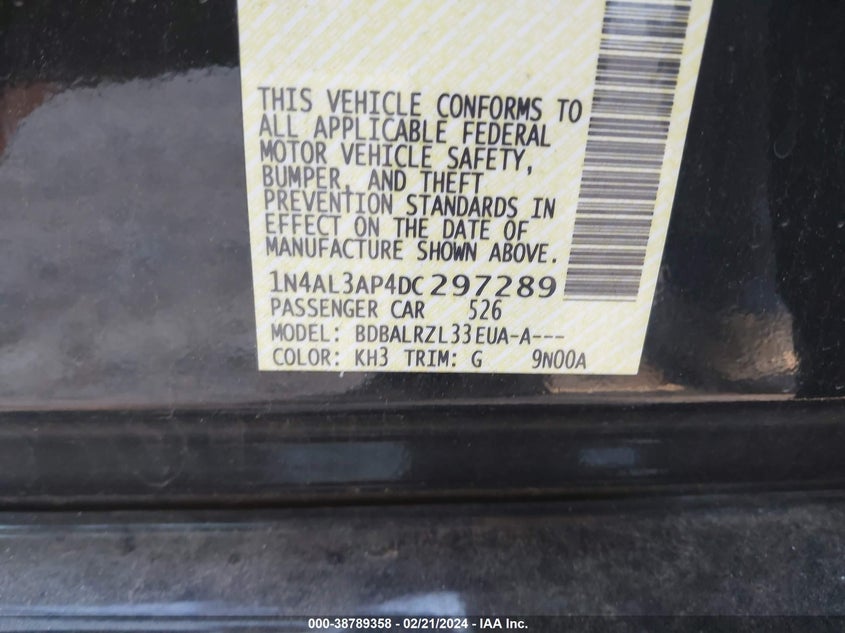 THIS VEHICLE CONFORMS TO
ALL APPLICABLE FEDERAL
MOTOR VEHICLE SAFETY,
BUMPER, AND THEFT
PREVENTION STANDARDS IN
EFFECT ON THE DATE OF
MANUFACTURE SHOWN ABOVE.
1N4AL3AP4DC297289
PASSENGER CAR 526
MODEL: BDBALRZL33EUA-A---
COLOR: KH3 TRIM: G 9N00A
000-38789358 - 02/21/2024 - IAA Inc.